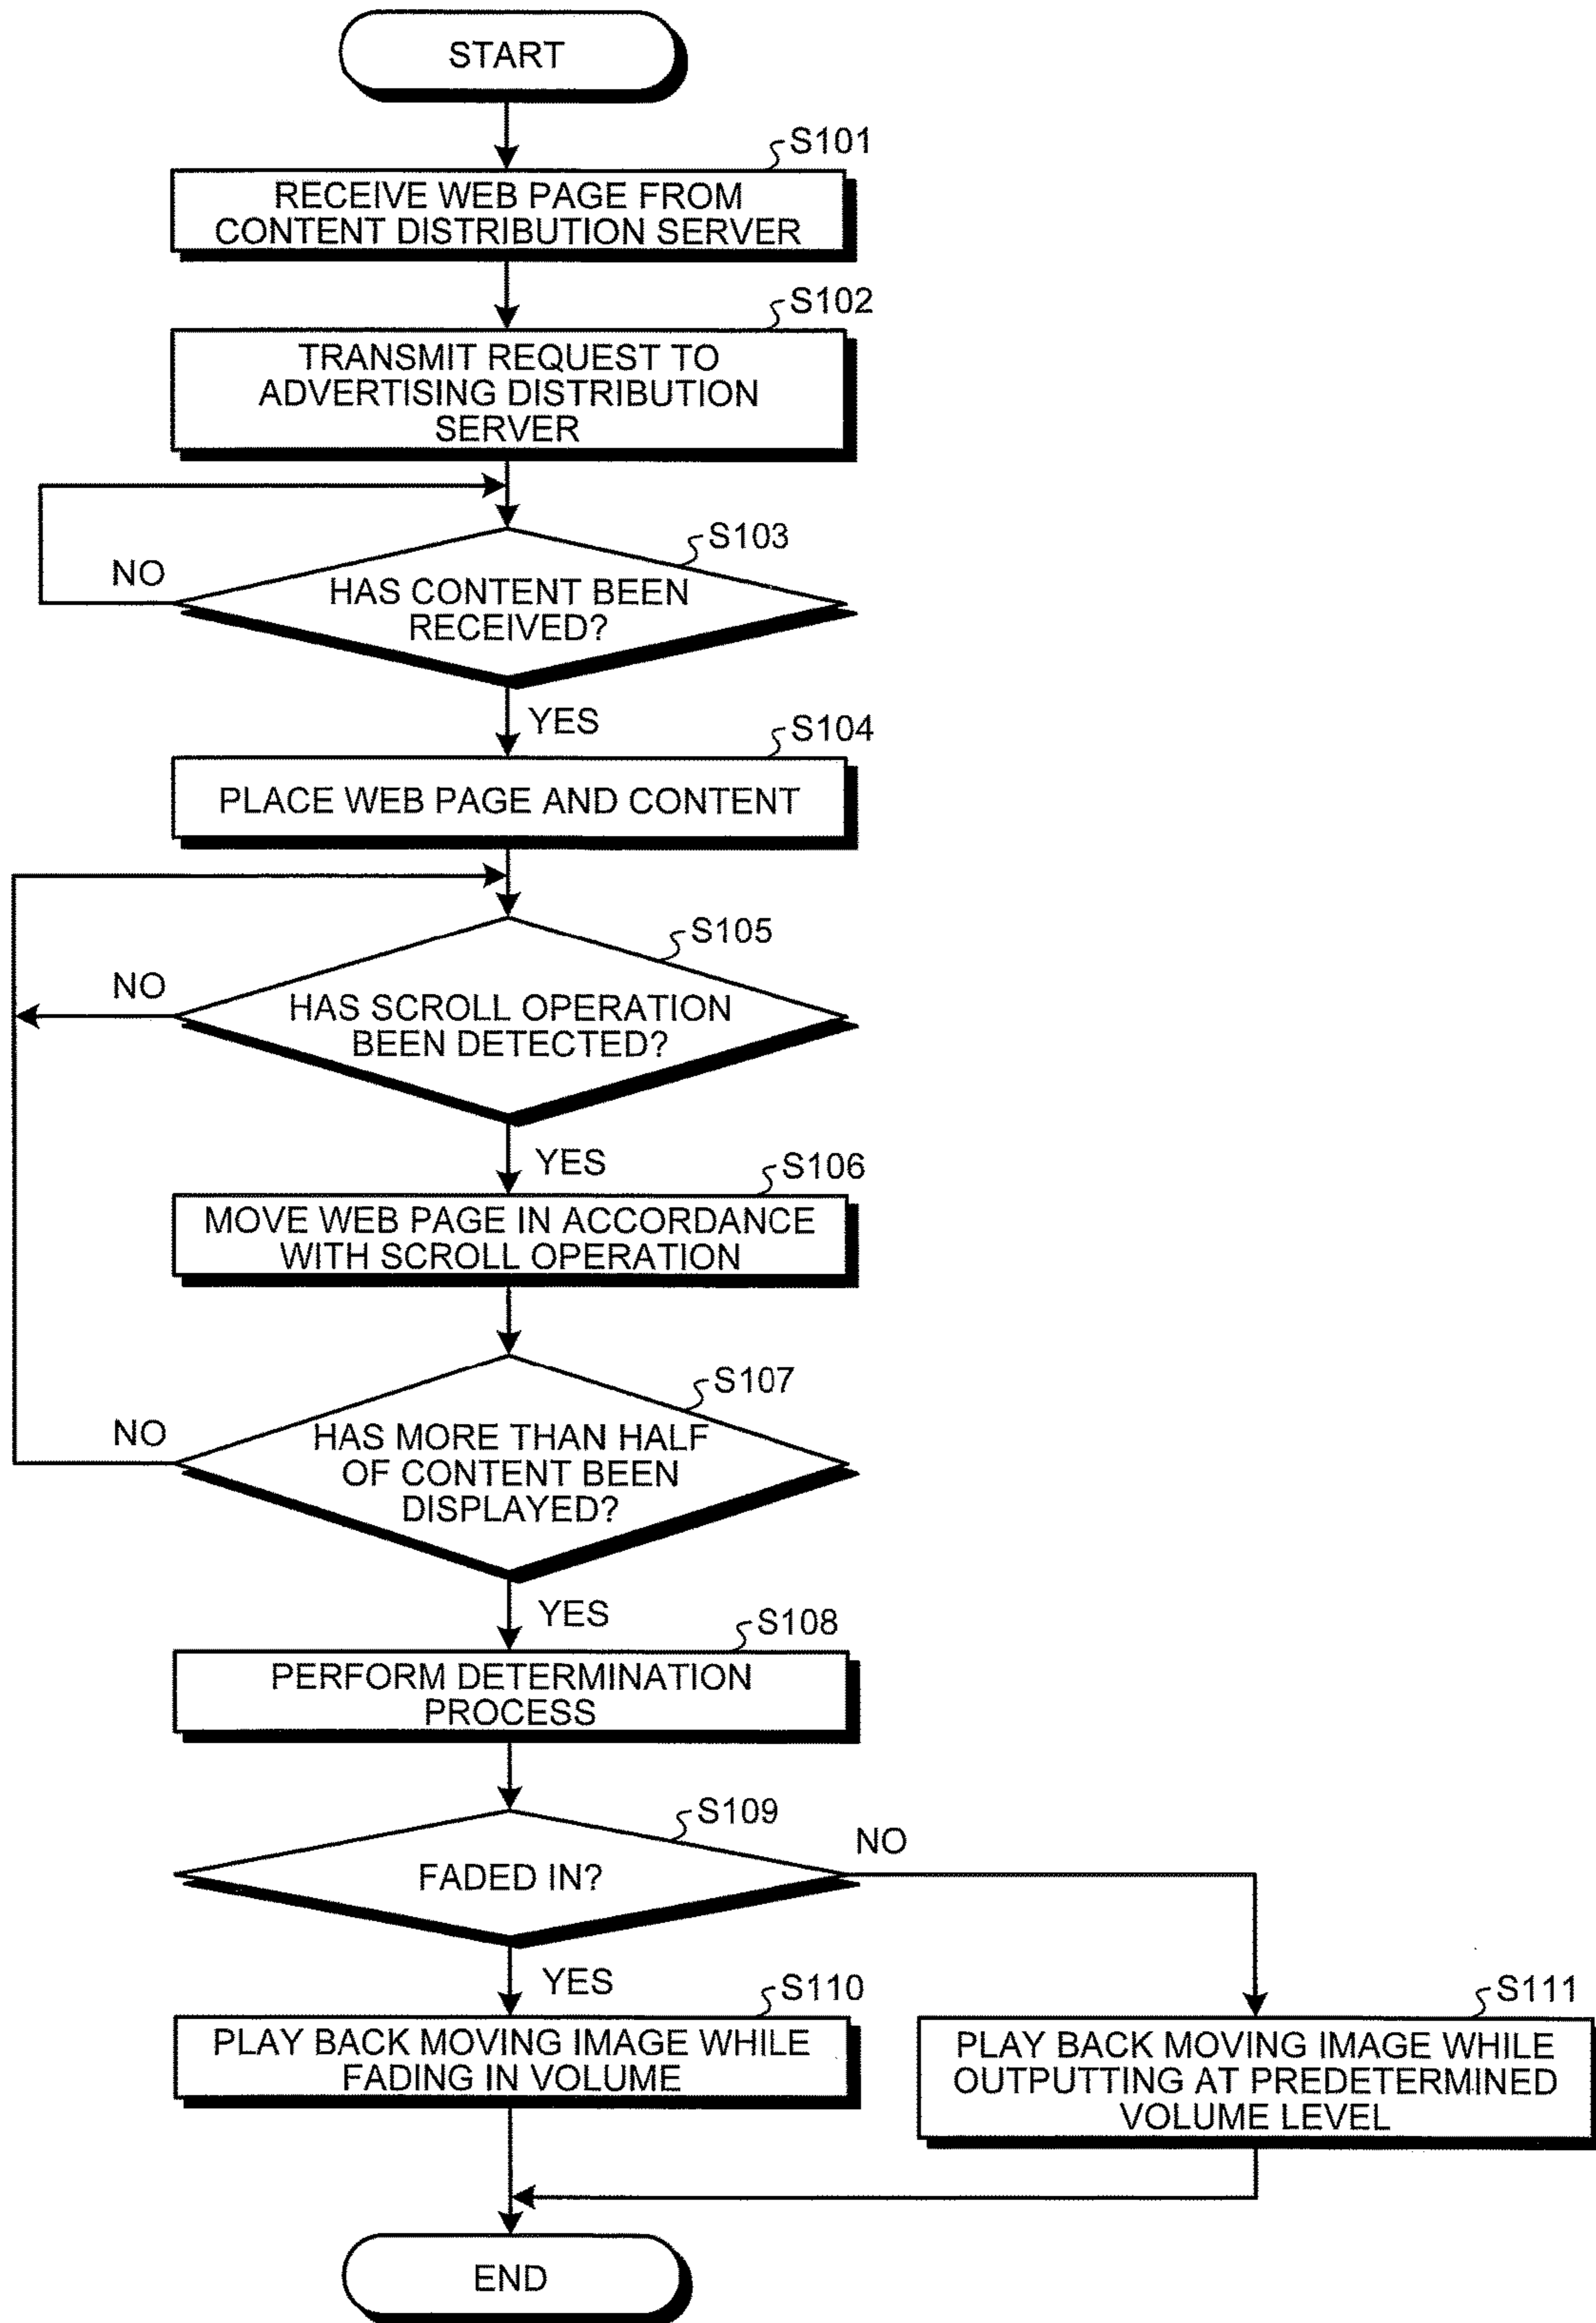 START
S101
RECEIVE WEB PAGE FROM
CONTENT DISTRIBUTION SERVER
S102
TRANSMIT REQUEST TO
ADVERTISING DISTRIBUTION
SERVER
S103
NO
HAS CONTENT BEEN
RECEIVED?
YES
S104
PLACE WEB PAGE AND CONTENT
S105
NO
HAS SCROLL OPERATION
BEEN DETECTED?
YES
S106
MOVE WEB PAGE IN ACCORDANCE
WITH SCROLL OPERATION
S107
NO
HAS MORE THAN HALF
OF CONTENT BEEN
DISPLAYED?
YES
S108
PERFORM DETERMINATION
PROCESS
S109
NO
FADED IN?
YES
S110
PLAY BACK MOVING IMAGE WHILE
FADING IN VOLUME
S111
PLAY BACK MOVING IMAGE WHILE
OUTPUTTING AT PREDETERMINED
VOLUME LEVEL
END